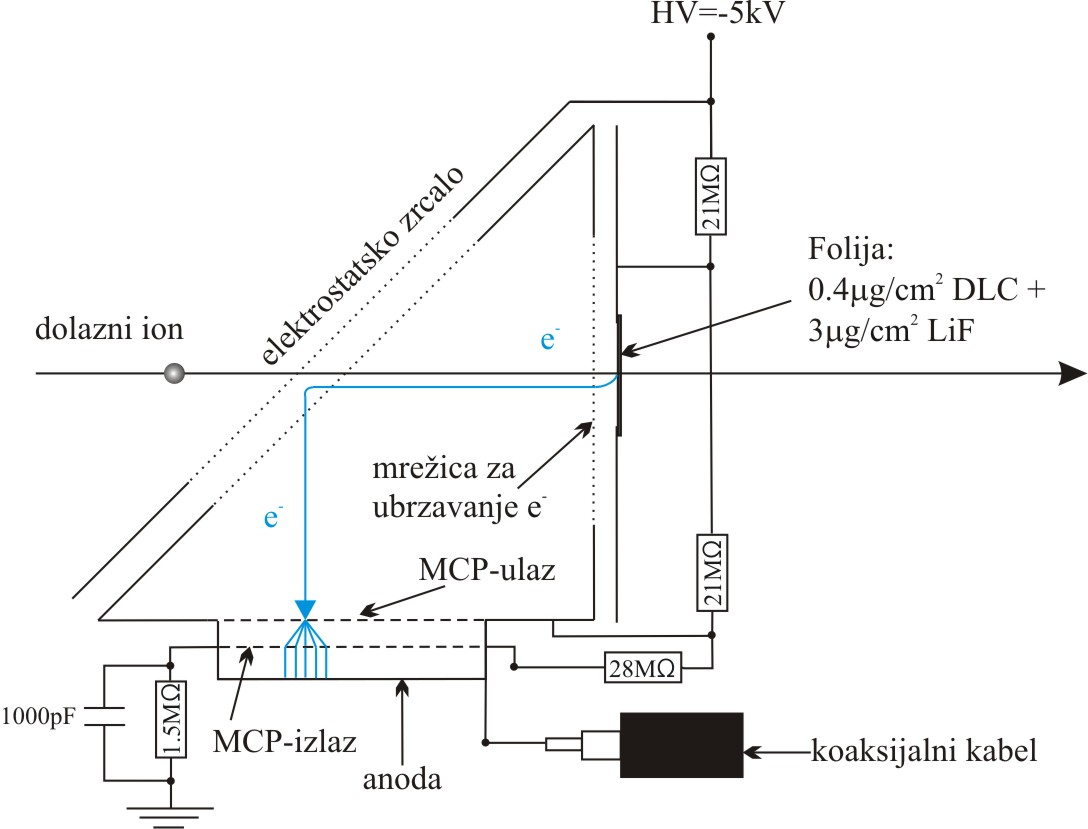 HV=-5kV
21MΩ
elektrostatsko zrcalo
Folija:
0.4µg/cm² DLC +
3µg/cm² LiF
dolazni ion
e⁻
mrežica za
ubrzavanje e⁻
e⁻
21MΩ
MCP-ulaz
28MΩ
1000pF
1.5MΩ
MCP-izlaz
anoda
koaksijalni kabel